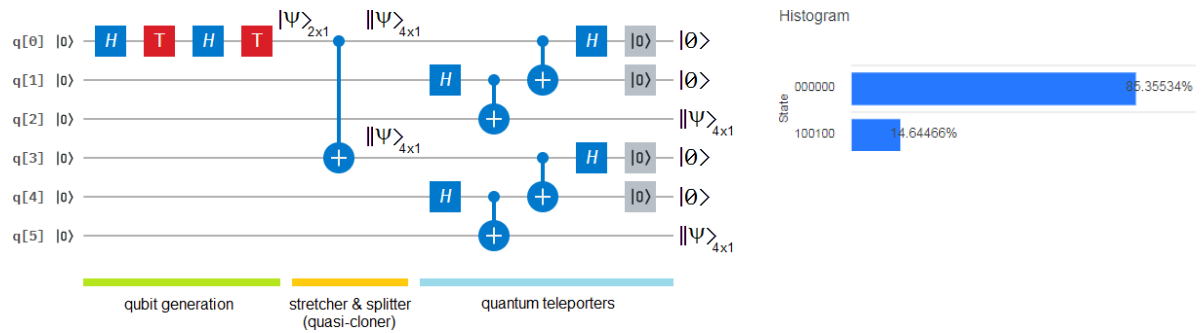 |Ψ⟩2x1 ‖Ψ⟩4x1
q[0] |0⟩ H T H T H |0⟩ |0⟩
q[1] |0⟩ H |0⟩ |0⟩
q[2] |0⟩ ‖Ψ⟩4x1
‖Ψ⟩4x1
q[3] |0⟩ H |0⟩ |0⟩
q[4] |0⟩ H |0⟩ |0⟩
q[5] |0⟩ ‖Ψ⟩4x1
qubit generation
stretcher & splitter
(quasi-cloner)
quantum teleporters
Histogram
State
000000 85.35534%
100100 14.64466%